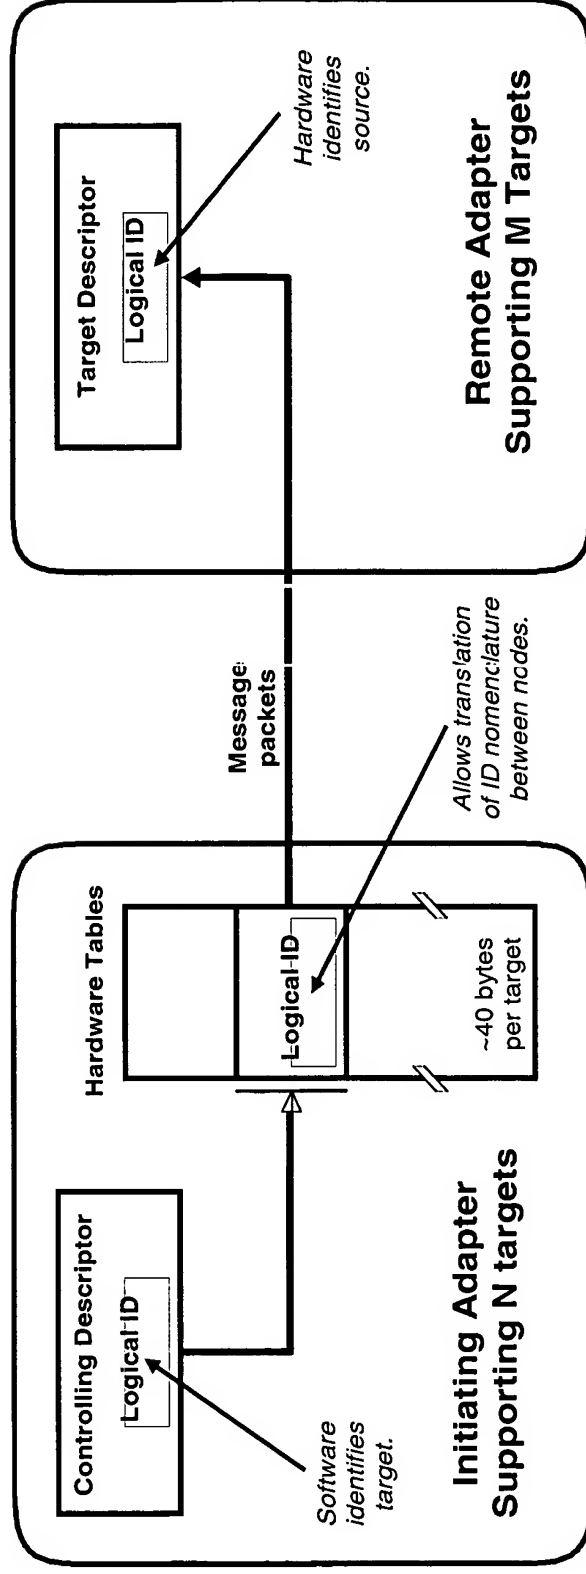 Controlling Descriptor
Logical ID
Software
identifies
target.
Initiating Adapter
Supporting N targets
Hardware Tables
Logical ID
~40 bytes
per target
Message
packets
Allows translation
of ID nomenclature
between nodes.
Target Descriptor
Logical ID
Hardware
identifies
source.
Remote Adapter
Supporting M Targets